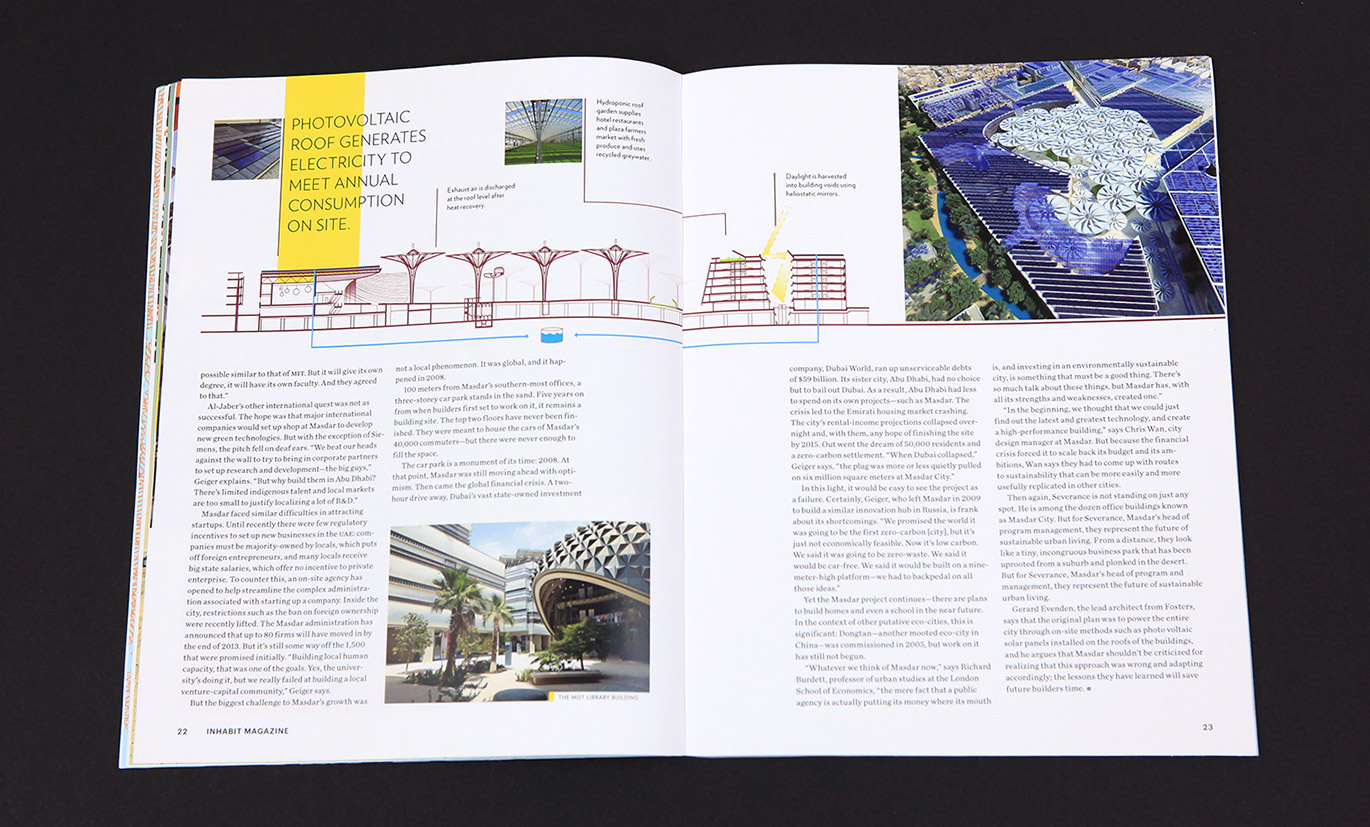 PHOTOVOLTAIC
ROOF GENERATES
ELECTRICITY TO
MEET ANNUAL
CONSUMPTION
ON SITE.
Exhaust air is discharged
at the roof level after
heat recovery.
Hydroponic roof
garden supplies
hotel restaurants
and plaza farmers
market with fresh
produce and uses
recycled greywater.
Daylight is harvested
into building voids using
heliostatic mirrors.
possible similar to that of MIT. But it will give its own
degree, it will have its own faculty. And they agreed
to that.”
Al-Jaber’s other international quest was not as
successful. The hope was that major international
companies would set up shop at Masdar to develop
new green technologies. But with the exception of Sie-
mens, the pitch fell on deaf ears. “We beat our heads
against the wall to try to bring in corporate partners
to set up research and development—the big guys,”
Geiger explains. “But why build them in Abu Dhabi?
There’s limited indigenous talent and local markets
are too small to justify localizing a lot of R&D.”
Masdar faced similar difficulties in attracting
startups. Until recently there were few regulatory
incentives to set up new businesses in the UAE: com-
panies must be majority-owned by locals, which puts
off foreign entrepreneurs, and many locals receive
big state salaries, which offer no incentive to private
enterprise. To counter this, an on-site agency has
opened to help streamline the complex administra-
tion associated with starting up a company. Inside the
city, restrictions such as the ban on foreign ownership
were recently lifted. The Masdar administration has
announced that up to 80 firms will have moved in by
the end of 2013. But it’s still some way off the 1,500
that were promised initially. “Building local human
capacity, that was one of the goals. Yes, the univer-
sity’s doing it, but we really failed at building a local
venture-capital community,” Geiger says.
But the biggest challenge to Masdar’s growth was
not a local phenomenon. It was global, and it hap-
pened in 2008.
100 meters from Masdar’s southern-most offices, a
three-storey car park stands in the sand. Five years on
from when builders first set to work on it, it remains a
building site. The top two floors have never been fin-
ished. They were meant to house the cars of Masdar’s
40,000 commuters—but there were never enough to
fill the space.
The car park is a monument of its time: 2008. At
that point, Masdar was still moving ahead with opti-
mism. Then came the global financial crisis. A two-
hour drive away, Dubai’s vast state-owned investment
THE MIST LIBRARY BUILDING
22 INHABIT MAGAZINE
company, Dubai World, ran up unserviceable debts
of $59 billion. Its sister city, Abu Dhabi, had no choice
but to bail out Dubai. As a result, Abu Dhabi had less
to spend on its own projects—such as Masdar. The
crisis led to the Emirati housing market crashing.
The city’s rental-income projections collapsed over-
night and, with them, any hope of finishing the site
by 2015. Out went the dream of 50,000 residents and
a zero-carbon settlement. “When Dubai collapsed,”
Geiger says, “the plug was more or less quietly pulled
on six million square meters at Masdar City.”
In this light, it would be easy to see the project as
a failure. Certainly, Geiger, who left Masdar in 2009
to build a similar innovation hub in Russia, is frank
about its shortcomings. “We promised the world it
was going to be the first zero-carbon [city], but it’s
just not economically feasible. Now it’s low carbon.
We said it was going to be zero-waste. We said it
would be car-free. We said it would be built on a nine-
meter-high platform—we had to backpedal on all
those ideas.”
Yet the Masdar project continues—there are plans
to build homes and even a school in the near future.
In the context of other putative eco-cities, this is
significant: Dongtan—another mooted eco-city in
China—was commissioned in 2005, but work on it
has still not begun.
“Whatever we think of Masdar now,” says Richard
Burdett, professor of urban studies at the London
School of Economics, “the mere fact that a public
agency is actually putting its money where its mouth
is, and investing in an environmentally sustainable
city, is something that must be a good thing. There’s
so much talk about these things, but Masdar has, with
all its strengths and weaknesses, created one.”
“In the beginning, we thought that we could just
find out the latest and greatest technology, and create
a high-performance building,” says Chris Wan, city
design manager at Masdar. But because the financial
crisis forced it to scale back its budget and its am-
bitions, Wan says they had to come up with routes
to sustainability that can be more easily and more
usefully replicated in other cities.
Then again, Severance is not standing on just any
spot. He is among the dozen office buildings known
as Masdar City. But for Severance, Masdar’s head of
program management, they represent the future of
sustainable urban living. From a distance, they look
like a tiny, incongruous business park that has been
uprooted from a suburb and plonked in the desert.
But for Severance, Masdar’s head of program and
management, they represent the future of sustainable
urban living.
Gerard Evenden, the lead architect from Fosters,
says that the original plan was to power the entire
city through on-site methods such as photo voltaic
solar panels installed on the roofs of the buildings,
and he argues that Masdar shouldn’t be criticized for
realizing that this approach was wrong and adapting
accordingly; the lessons they have learned will save
future builders time. ■
23